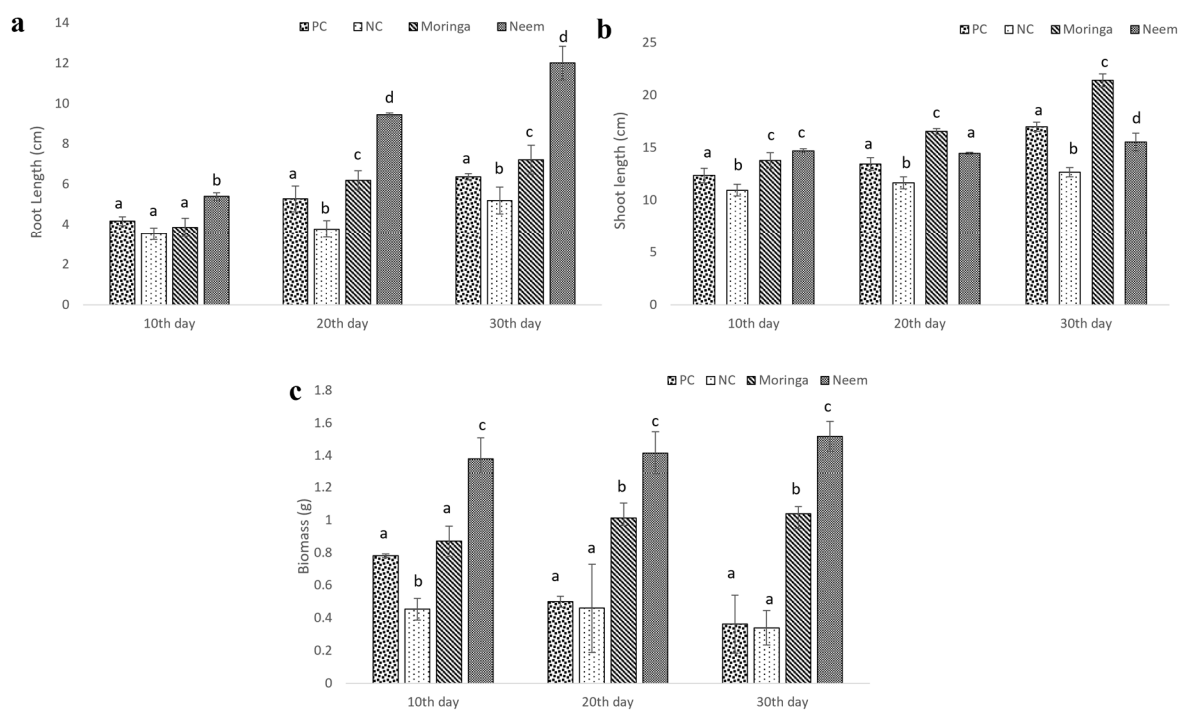 a
PC NC Moringa Neem
14
12
10
8
6
4
2
0
Root Length (cm)
a a a b
a b c d
a b c d
10th day 20th day 30th day
b
PC NC Moringa Neem
25
20
15
10
5
0
Shoot length (cm)
a b c c
a b c a
a b c d
10th day 20th day 30th day
c
PC NC Moringa Neem
1.8
1.6
1.4
1.2
1
0.8
0.6
0.4
0.2
0
Biomass (g)
a b a c
a a b c
a a b c
10th day 20th day 30th day